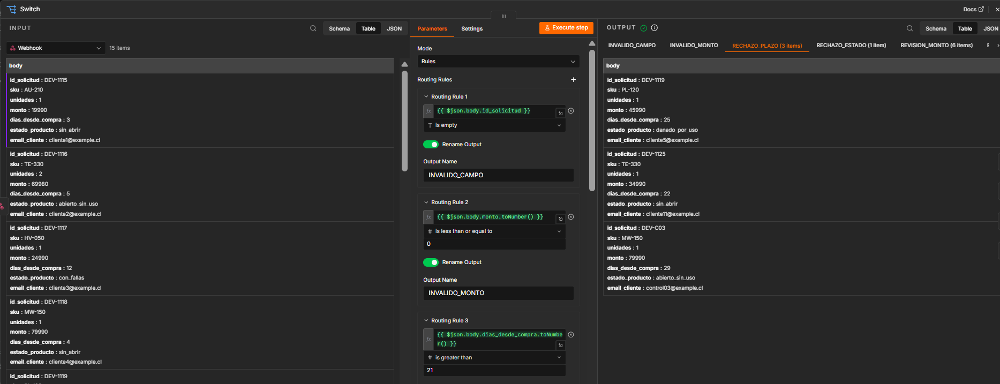 Switch
Docs
INPUT
Schema
Table
JSON
Webhook
15 items
body
id_solicitud : DEV-1115
sku : AU-210
unidades : 1
monto : 19990
dias_desde_compra : 3
estado_producto : sin_abrir
email_cliente : cliente1@example.cl
id_solicitud : DEV-1116
sku : TE-330
unidades : 2
monto : 69980
dias_desde_compra : 5
estado_producto : abierto_sin_uso
email_cliente : cliente2@example.cl
id_solicitud : DEV-1117
sku : HV-050
unidades : 1
monto : 24990
dias_desde_compra : 12
estado_producto : con_fallas
email_cliente : cliente3@example.cl
id_solicitud : DEV-1118
sku : MW-150
unidades : 1
monto : 79990
dias_desde_compra : 4
estado_producto : sin_abrir
email_cliente : cliente4@example.cl
id_solicitud : DEV-1119
Parameters
Settings
Execute step
Mode
Rules
Routing Rules
Routing Rule 1
fx
{{ $json.body.id_solicitud }}
T is empty
Rename Output
Output Name
INVALIDO_CAMPO
Routing Rule 2
fx
{{ $json.body.monto.toNumber() }}
# is less than or equal to
0
Rename Output
Output Name
INVALIDO_MONTO
Routing Rule 3
fx
{{ $json.body.dias_desde_compra.toNumbe
r() }}
# is greater than
21
OUTPUT
Schema
Table
JSON
INVALIDO_CAMPO
INVALIDO_MONTO
RECHAZO_PLAZO (3 items)
RECHAZO_ESTADO (1 item)
REVISION_MONTO (6 items)
body
id_solicitud : DEV-1119
sku : PL-120
unidades : 1
monto : 45990
dias_desde_compra : 25
estado_producto : danado_por_uso
email_cliente : cliente5@example.cl
id_solicitud : DEV-1125
sku : TE-330
unidades : 1
monto : 34990
dias_desde_compra : 22
estado_producto : sin_abrir
email_cliente : cliente11@example.cl
id_solicitud : DEV-C03
sku : MW-150
unidades : 1
monto : 79990
dias_desde_compra : 29
estado_producto : abierto_sin_uso
email_cliente : control03@example.cl